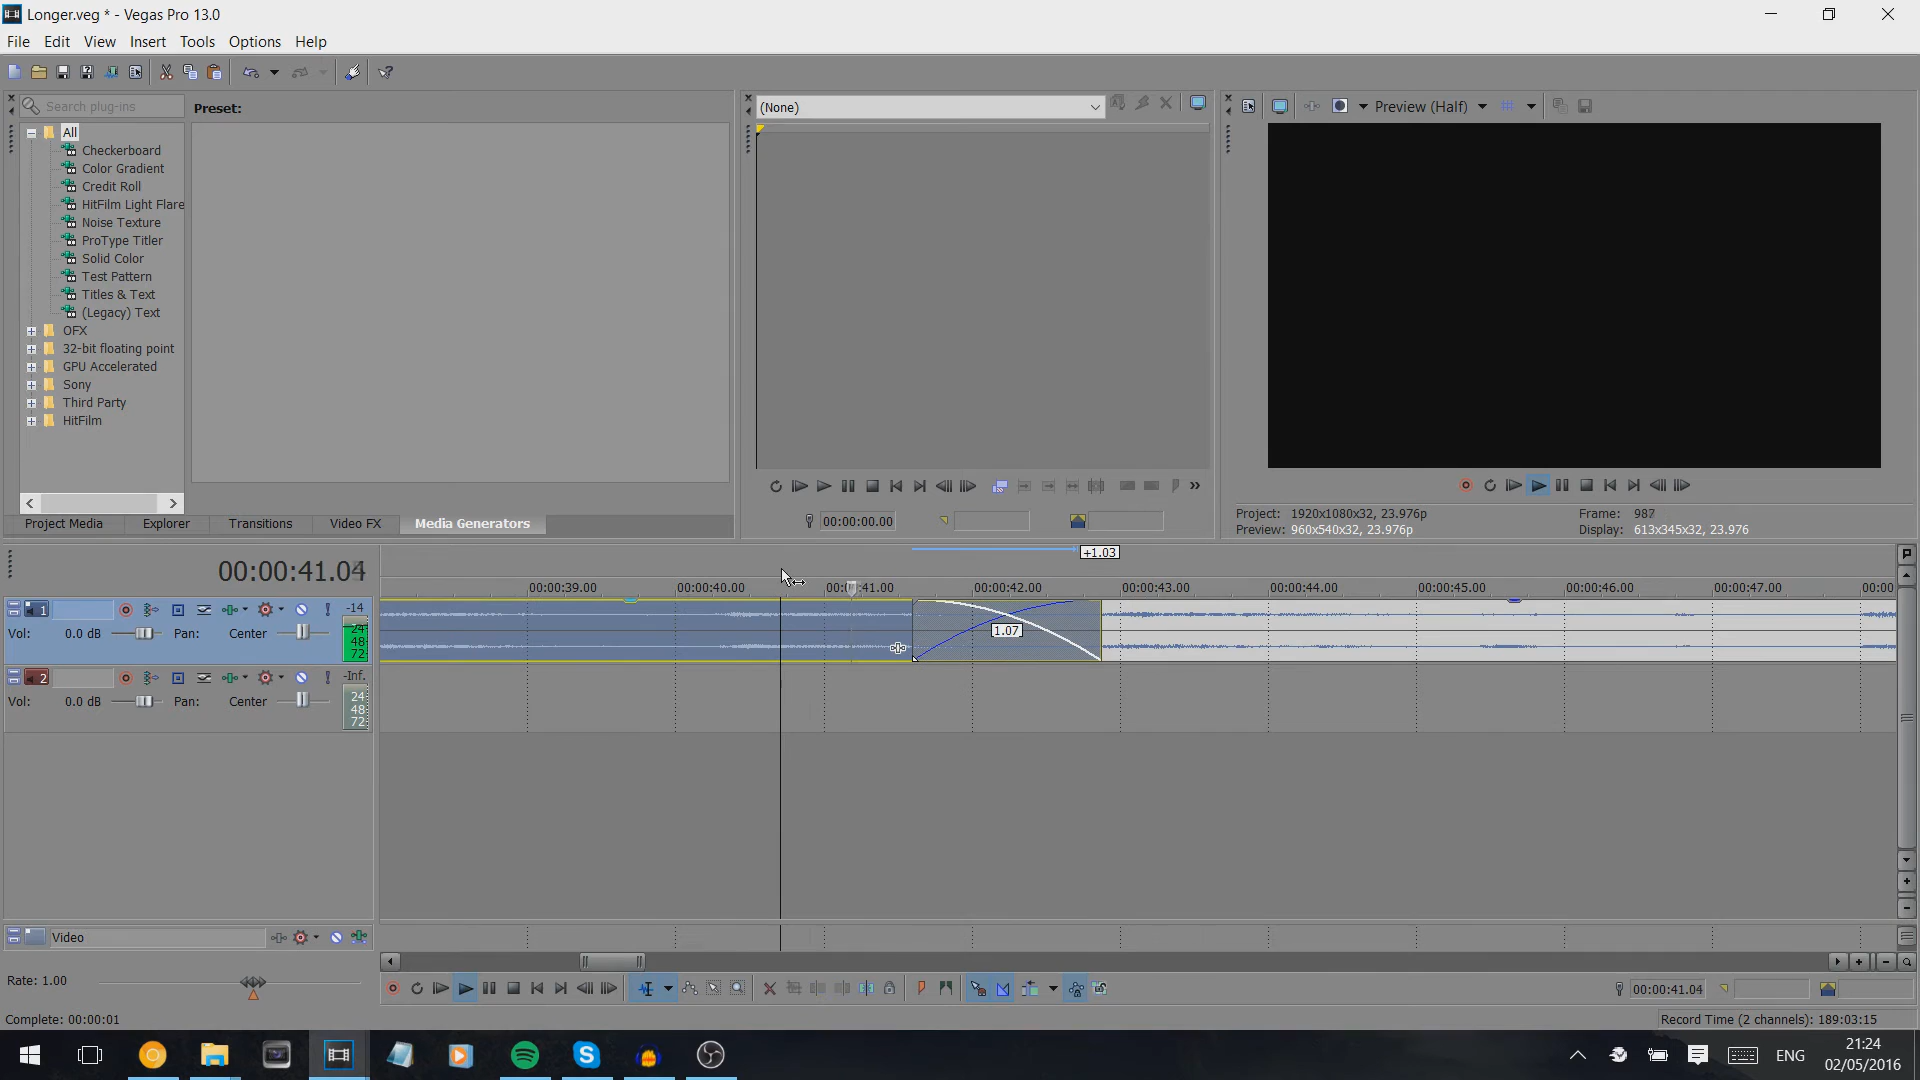 Longer.veg * - Vegas Pro 13.0
File Edit View Insert Tools Options Help
Search plug-ins
Preset:
(None)
Preview (Half)
All
Checkerboard
Color Gradient
Credit Roll
HitFilm Light Flare
Noise Texture
ProType Titler
Solid Color
Test Pattern
Titles & Text
(Legacy) Text
OFX
32-bit floating point
GPU Accelerated
Sony
Third Party
HitFilm
Project Media Explorer Transitions Video FX Media Generators
00:00:00.00
Project: 1920x1080x32, 23.976p Frame: 987
Preview: 960x540x32, 23.976p Display: 613x345x32, 23.976
+1.03
00:00:41.04
00:00:39.00 00:00:40.00 00:00:41.00 00:00:42.00 00:00:43.00 00:00:44.00 00:00:45.00 00:00:46.00 00:00:47.00 00:00
1 -14
Vol: 0.0 dB Pan: Center 24 48 72
1.07
2 -Inf.
Vol: 0.0 dB Pan: Center 24 48 72
Video
Rate: 1.00
00:00:41.04
Complete: 00:00:01
Record Time (2 channels): 189:03:15
ENG
21:24
02/05/2016